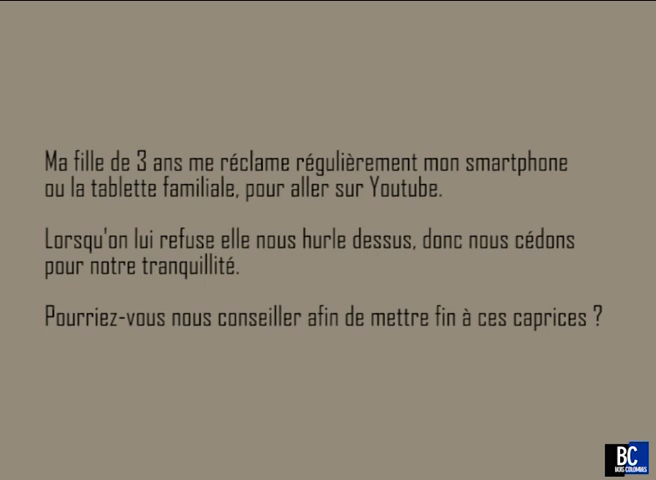 Ma fille de 3 ans me réclame régulièrement mon smartphone
ou la tablette familiale, pour aller sur Youtube.
Lorsqu'on lui refuse elle nous hurle dessus, donc nous cédons
pour notre tranquillité.
Pourriez-vous nous conseiller afin de mettre fin à ces caprices ?
BC
BOIS COLOMBES